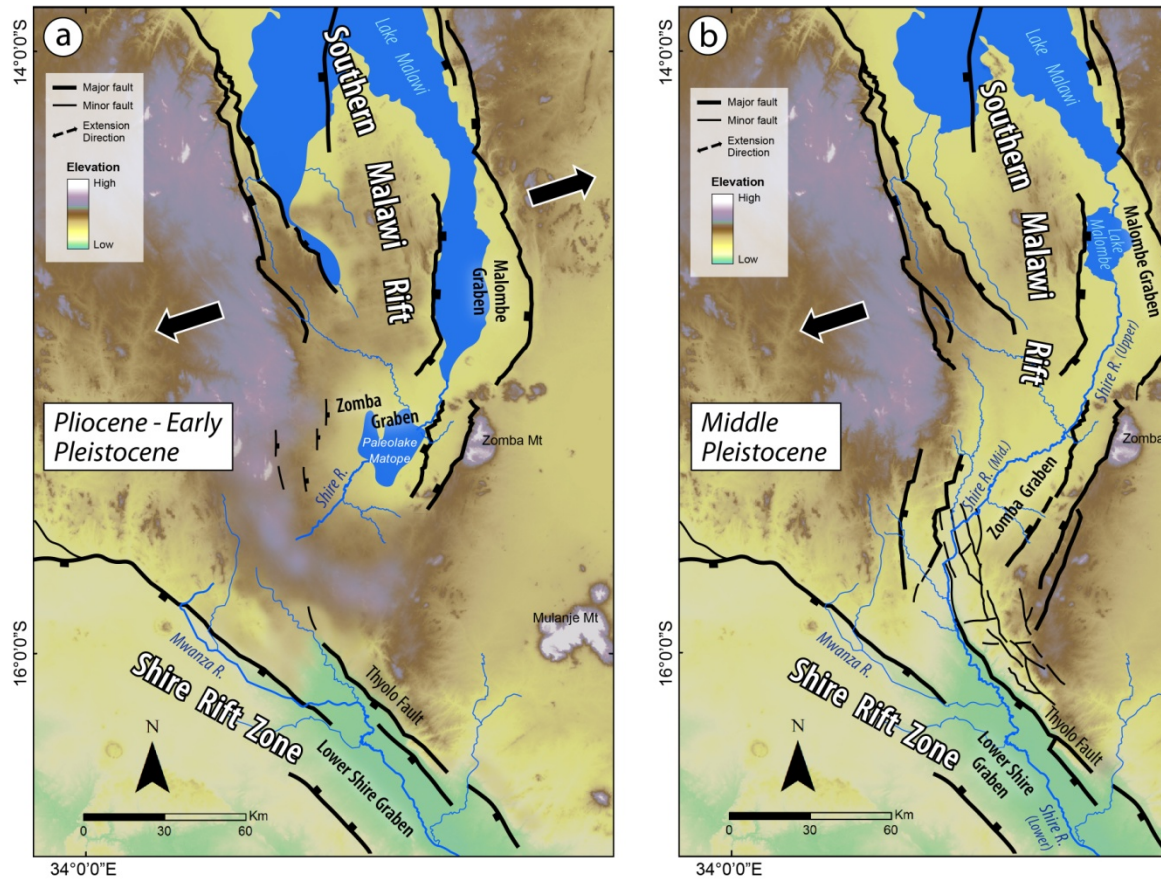 a
14°0'0"S
16°0'0"S
34°0'0"E
Major fault
Minor fault
Extension
Direction
Elevation
High
Low
Southern
Malawi
Rift
Lake Malawi
Malombe
Graben
Pliocene - Early
Pleistocene
Zomba
Graben
Paleolake
Matope
Zomba Mt
Shire R.
Mulanje Mt
Mwanza R.
Shire Rift Zone
Thyolo Fault
Lower Shire Graben
N
0 30 60 Km
b
14°0'0"S
16°0'0"S
34°0'0"E
Major fault
Minor fault
Extension
Direction
Elevation
High
Low
Southern
Malawi
Rift
Lake Malawi
Lake
Malombe
Malombe Graben
Shire R. (Upper)
Middle
Pleistocene
Zomba
Shire R. (Mid.)
Zomba Graben
Mwanza R.
Shire Rift Zone
Thyolo Fault
Lower Shire
Graben
Shire R.
(Lower)
N
0 30 60 Km